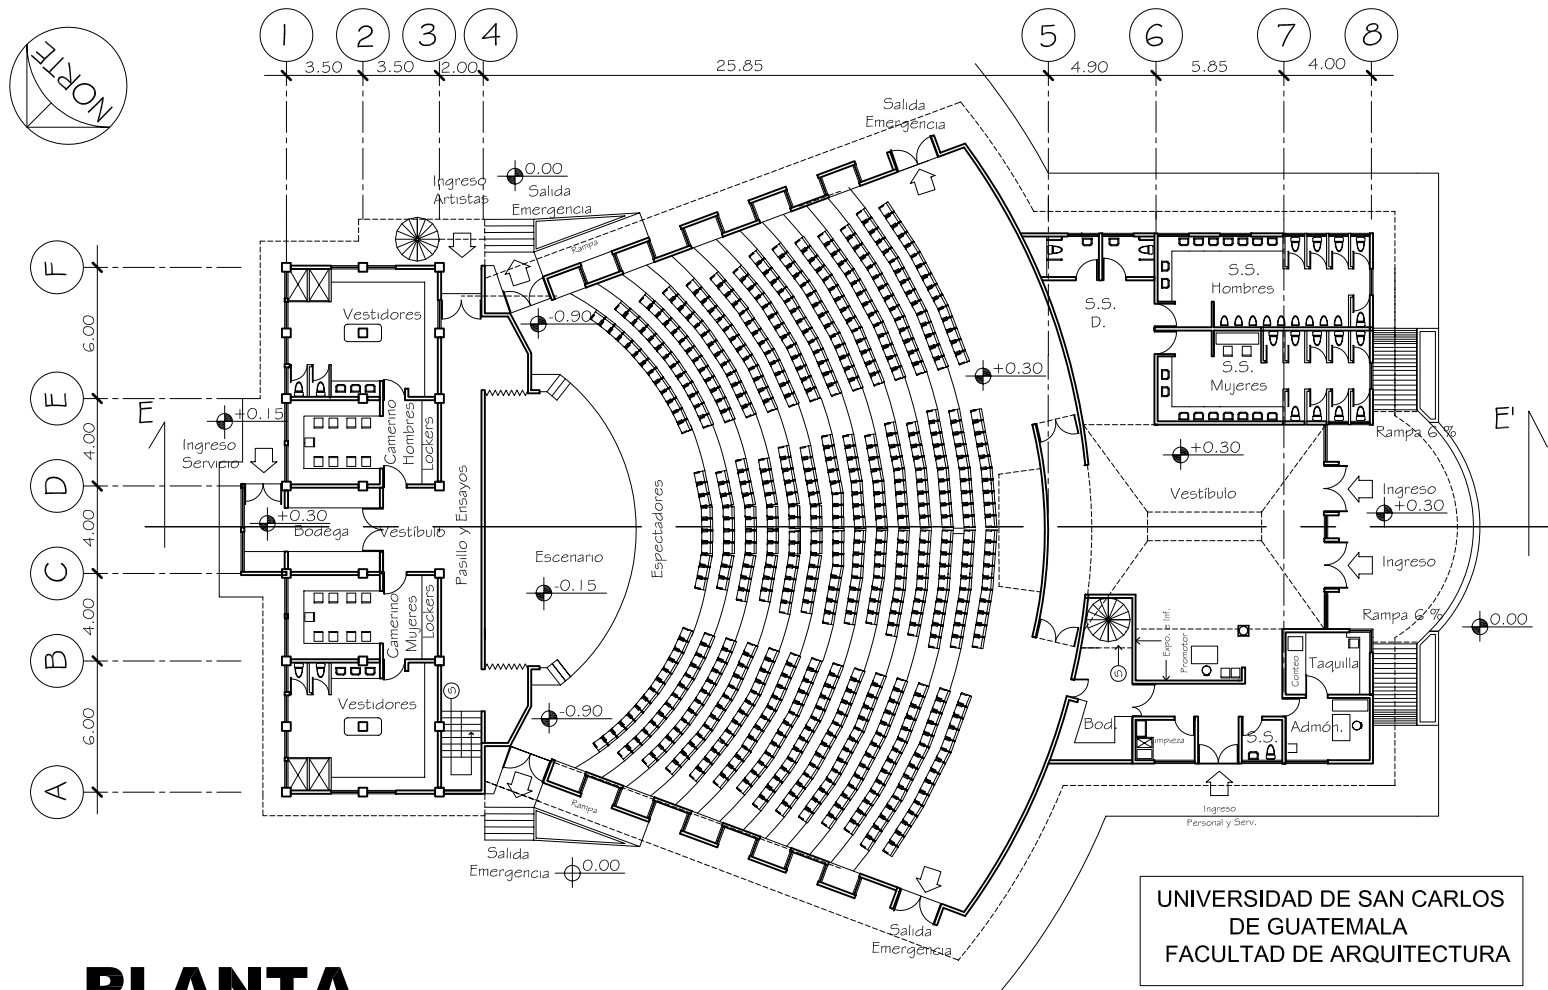 NORTE
1 2 3 4 5 6 7 8
3.50 3.50 2.00 25.85 4.90 5.85 4.00
Salida
Emergencia
0.00
Ingreso
Artistas
Salida
Emergencia
Rampa
F
E
D
C
B
A
6.00
4.00
4.00
4.00
6.00
Vestidores
-0.90
S.S.
D.
S.S.
Hombres
S.S.
Mujeres
+0.30
E
+0.15
Ingreso
Servicio
Camerino
Hombres
Lockers
Rampa 6 %
E'
+0.30
Vestíbulo
Ingreso
+0.30
Ingreso
+0.30
Bodega
Vestíbulo
Pasillo y Ensayos
Escenario
-0.15
Espectadores
Camerino
Mujeres
Lockers
Rampa 6 %
0.00
Expo. e Inf.
Promotor
S
Conteo
Taquilla
Vestidores
S
-0.90
Bod.
Limpieza
S.S.
Admón.
Rampa
Ingreso
Personal y Serv.
Salida
Emergencia
0.00
Salida
Emergencia
UNIVERSIDAD DE SAN CARLOS
DE GUATEMALA
FACULTAD DE ARQUITECTURA
PLANTA